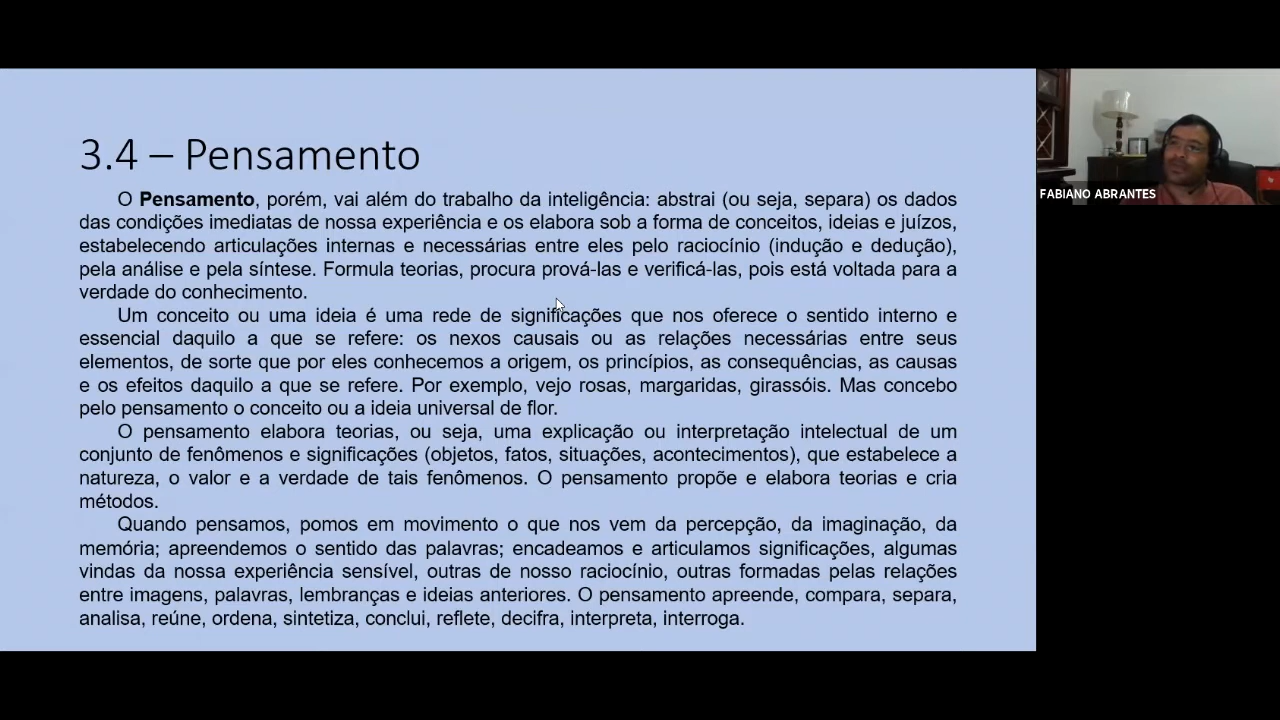 3.4 – Pensamento
O Pensamento, porém, vai além do trabalho da inteligência: abstrai (ou seja, separa) os dados
das condições imediatas de nossa experiência e os elabora sob a forma de conceitos, ideias e juízos,
estabelecendo articulações internas e necessárias entre eles pelo raciocínio (indução e dedução),
pela análise e pela síntese. Formula teorias, procura prová-las e verificá-las, pois está voltada para a
verdade do conhecimento.
Um conceito ou uma ideia é uma rede de significações que nos oferece o sentido interno e
essencial daquilo a que se refere: os nexos causais ou as relações necessárias entre seus
elementos, de sorte que por eles conhecemos a origem, os princípios, as consequências, as causas
e os efeitos daquilo a que se refere. Por exemplo, vejo rosas, margaridas, girassóis. Mas concebo
pelo pensamento o conceito ou a ideia universal de flor.
O pensamento elabora teorias, ou seja, uma explicação ou interpretação intelectual de um
conjunto de fenômenos e significações (objetos, fatos, situações, acontecimentos), que estabelece a
natureza, o valor e a verdade de tais fenômenos. O pensamento propõe e elabora teorias e cria
métodos.
Quando pensamos, pomos em movimento o que nos vem da percepção, da imaginação, da
memória; apreendemos o sentido das palavras; encadeamos e articulamos significações, algumas
vindas da nossa experiência sensível, outras de nosso raciocínio, outras formadas pelas relações
entre imagens, palavras, lembranças e ideias anteriores. O pensamento apreende, compara, separa,
analisa, reúne, ordena, sintetiza, conclui, reflete, decifra, interpreta, interroga.
FABIANO ABRANTES